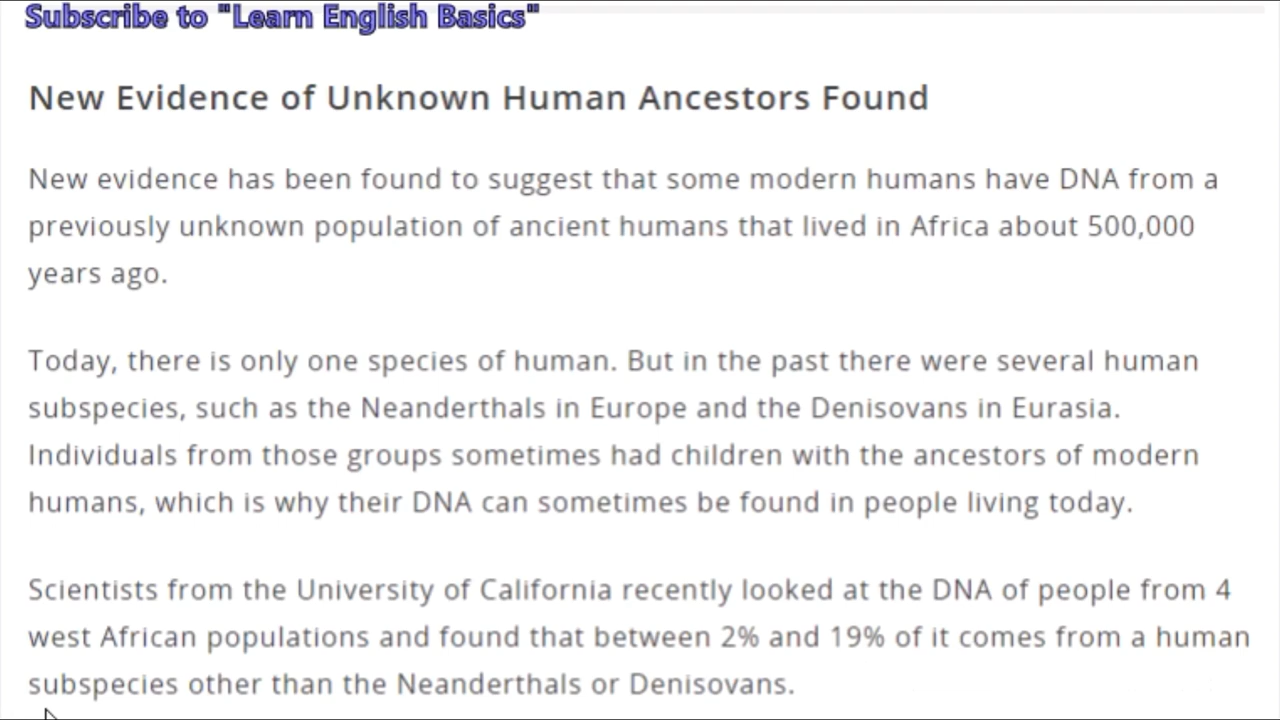 Subscribe to "Learn English Basics"
New Evidence of Unknown Human Ancestors Found
New evidence has been found to suggest that some modern humans have DNA from a
previously unknown population of ancient humans that lived in Africa about 500,000
years ago.
Today, there is only one species of human. But in the past there were several human
subspecies, such as the Neanderthals in Europe and the Denisovans in Eurasia.
Individuals from those groups sometimes had children with the ancestors of modern
humans, which is why their DNA can sometimes be found in people living today.
Scientists from the University of California recently looked at the DNA of people from 4
west African populations and found that between 2% and 19% of it comes from a human
subspecies other than the Neanderthals or Denisovans.